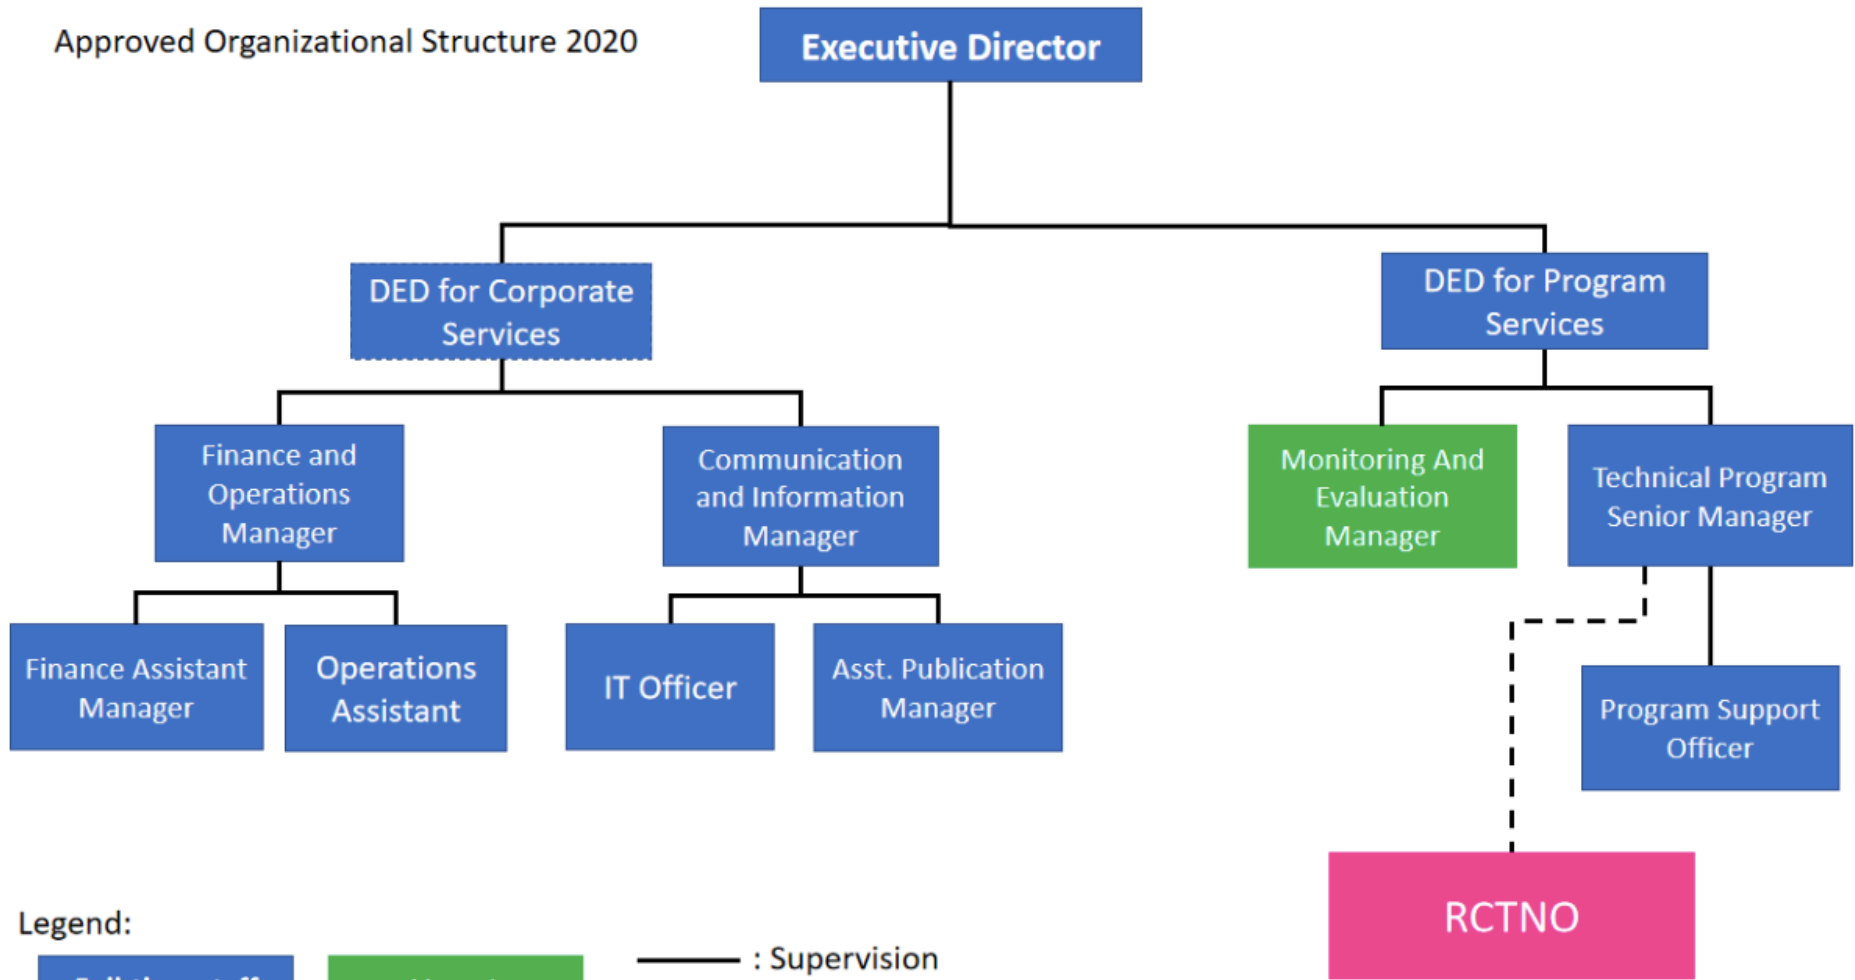 Approved Organizational Structure 2020
Executive Director
DED for Corporate
Services
DED for Program
Services
Finance and
Operations
Manager
Communication
and Information
Manager
Monitoring And
Evaluation
Manager
Technical Program
Senior Manager
Finance Assistant
Manager
Operations
Assistant
IT Officer
Asst. Publication
Manager
Program Support
Officer
RCTNO
Legend:
: Supervision